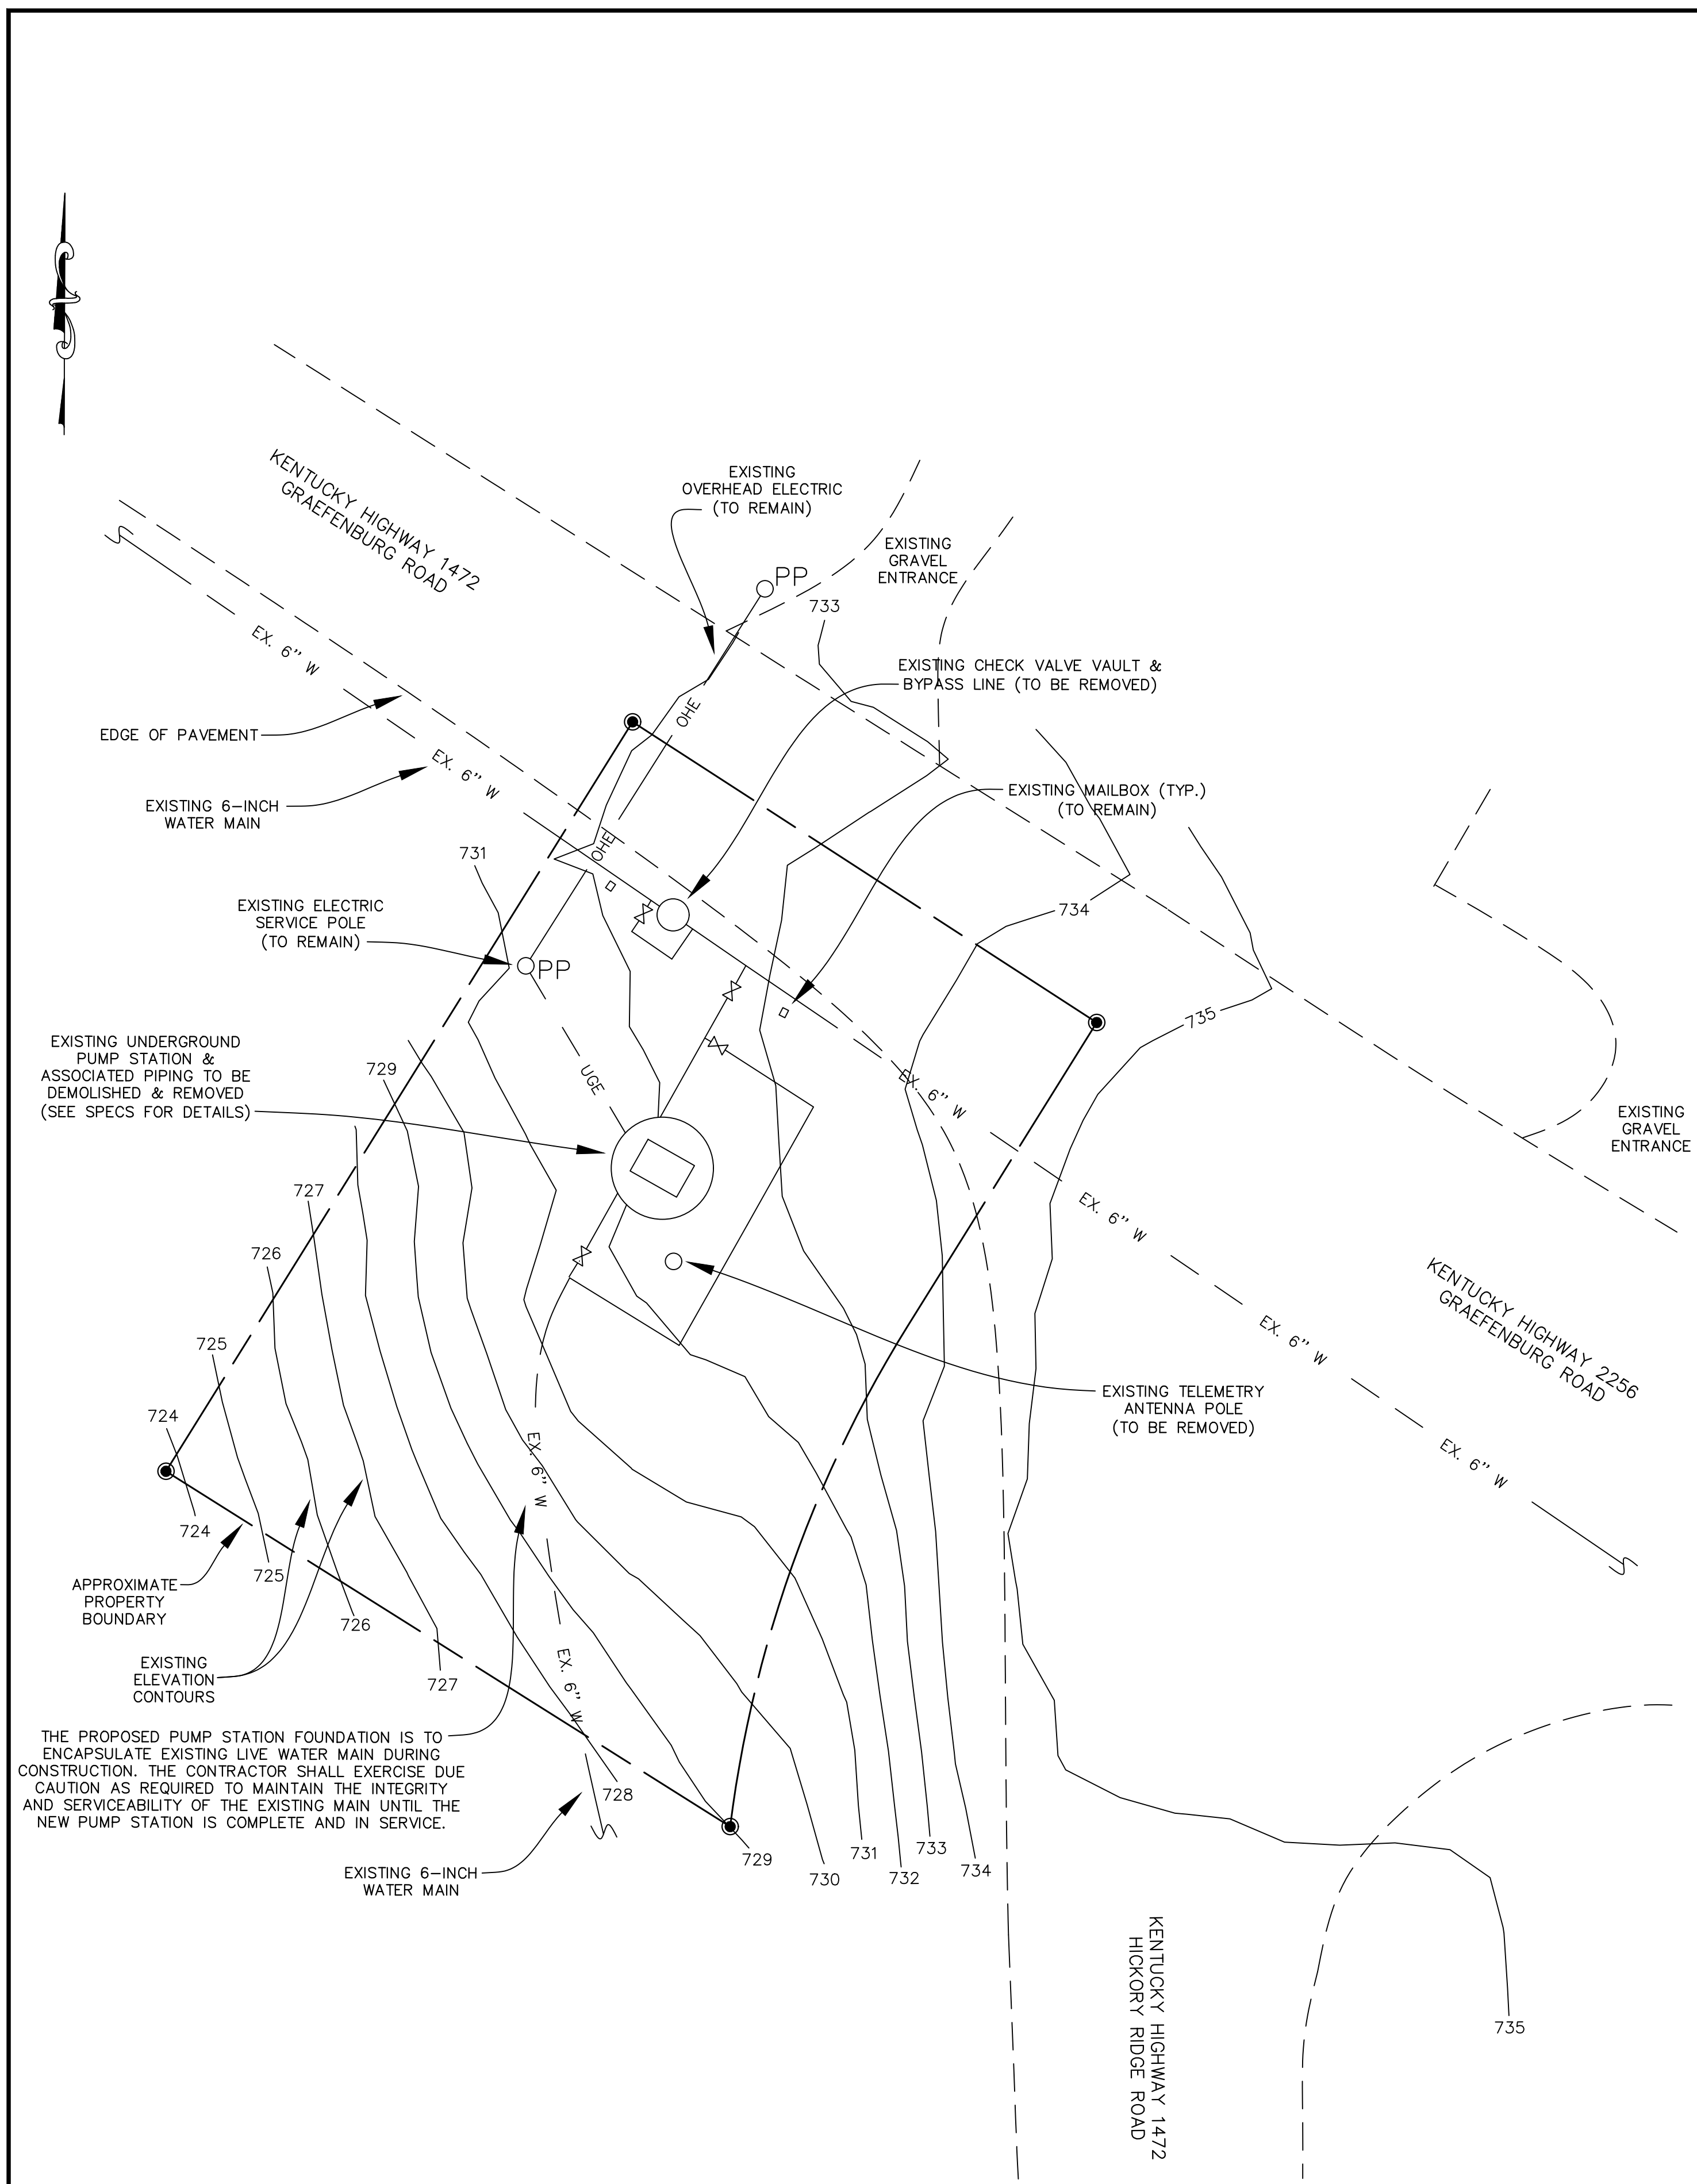 KENTUCKY HIGHWAY 1472
GRAEFENBURG ROAD
EXISTING
OVERHEAD ELECTRIC
(TO REMAIN)
EXISTING
GRAVEL
ENTRANCE
PP
733
EX. 6" W
EXISTING CHECK VALVE VAULT &
BYPASS LINE (TO BE REMOVED)
OHE
EDGE OF PAVEMENT
EX. 6" W
EXISTING 6-INCH
WATER MAIN
EXISTING MAILBOX (TYP.)
(TO REMAIN)
OHE
731
EXISTING ELECTRIC
SERVICE POLE
(TO REMAIN)
734
PP
735
EXISTING UNDERGROUND
PUMP STATION &
ASSOCIATED PIPING TO BE
DEMOLISHED & REMOVED
(SEE SPECS FOR DETAILS)
729
UGE
EX. 6" W
EXISTING
GRAVEL
ENTRANCE
727
EX. 6" W
726
KENTUCKY HIGHWAY 2256
GRAEFENBURG ROAD
725
EX. 6" W
EXISTING TELEMETRY
ANTENNA POLE
(TO BE REMOVED)
724
EX. 6" W
EX. 6" W
724
725
APPROXIMATE
PROPERTY
BOUNDARY
726
EXISTING
ELEVATION
CONTOURS
727
EX. 6" W
THE PROPOSED PUMP STATION FOUNDATION IS TO
ENCAPSULATE EXISTING LIVE WATER MAIN DURING
CONSTRUCTION. THE CONTRACTOR SHALL EXERCISE DUE
CAUTION AS REQUIRED TO MAINTAIN THE INTEGRITY
AND SERVICEABILITY OF THE EXISTING MAIN UNTIL THE
NEW PUMP STATION IS COMPLETE AND IN SERVICE.
728
EXISTING 6-INCH
WATER MAIN
729
730
731
732
733
734
KENTUCKY HIGHWAY 1472
HICKORY RIDGE ROAD
735